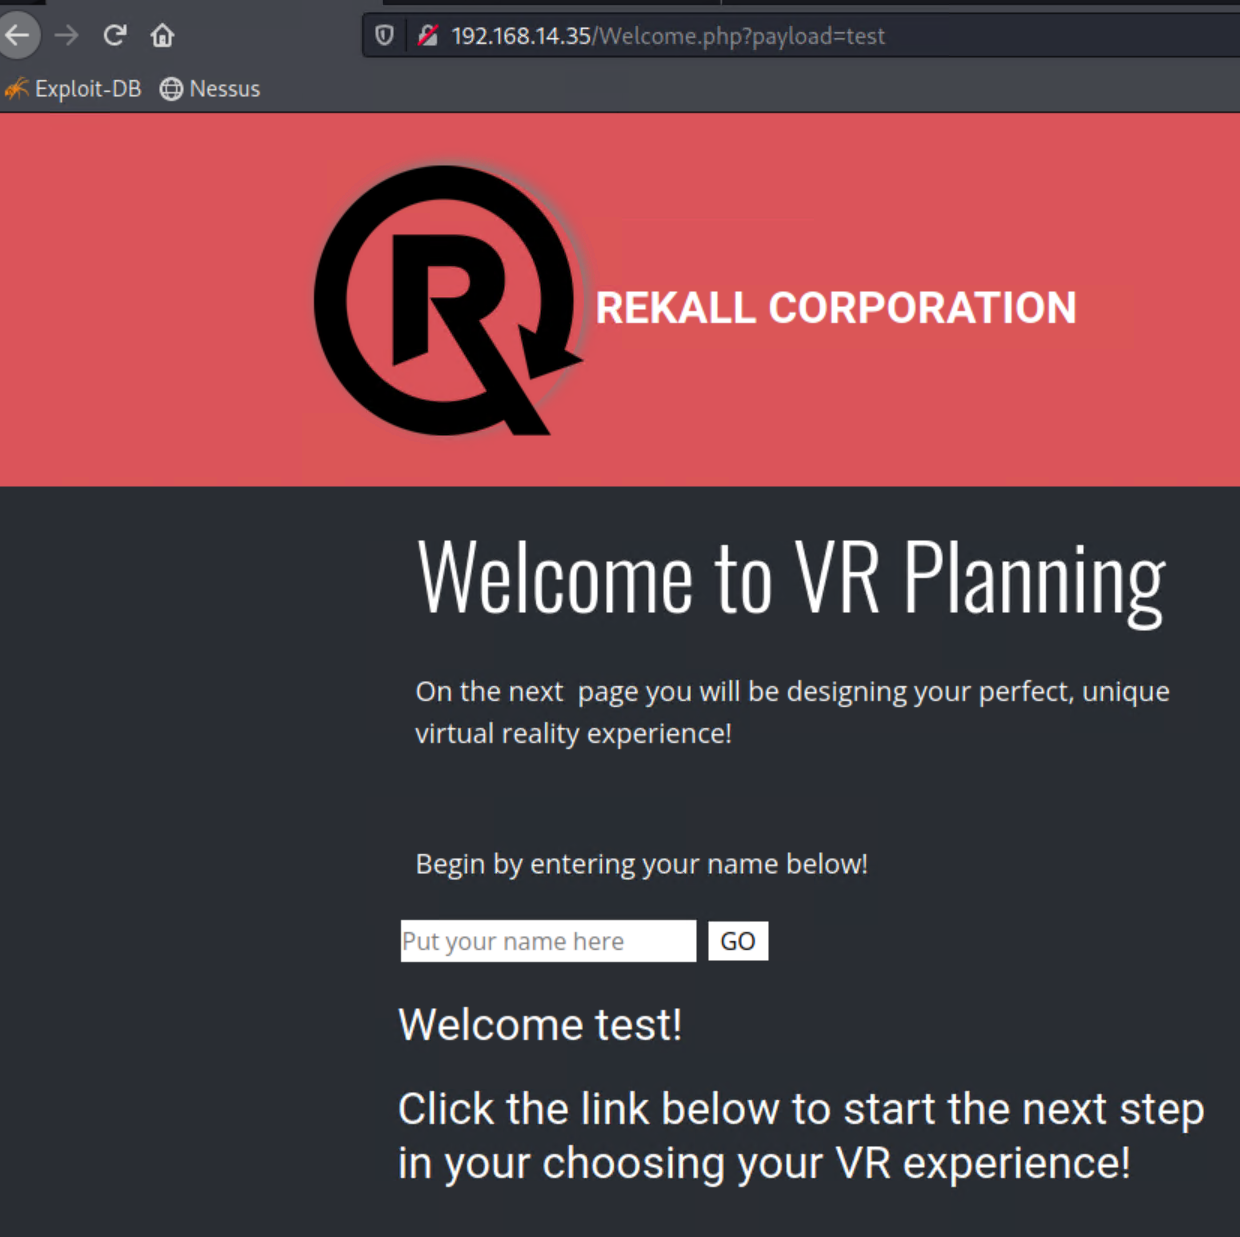 192.168.14.35/Welcome.php?payload=test
Exploit-DB Nessus
R
REKALL CORPORATION
Welcome to VR Planning
On the next  page you will be designing your perfect, unique
virtual reality experience!
Begin by entering your name below!
Put your name here GO
Welcome test!
Click the link below to start the next step
in your choosing your VR experience!